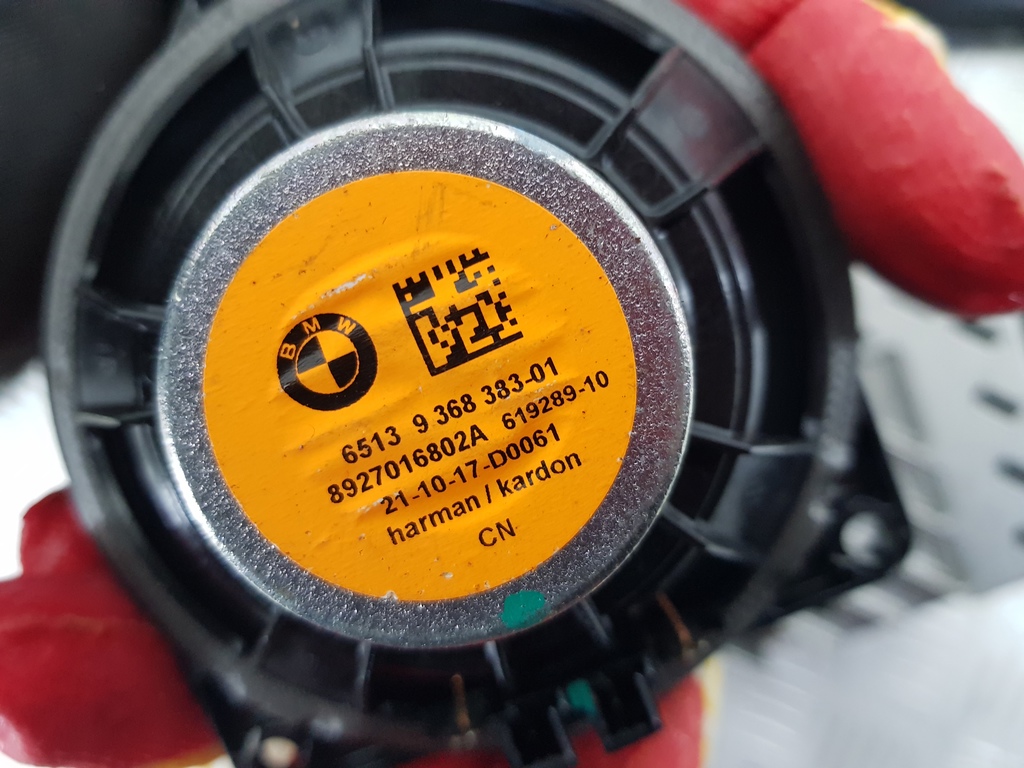 BMW
6513 9 368 383-01
8927016802A 619289-10
21-10-17-D0061
harman / kardon
CN